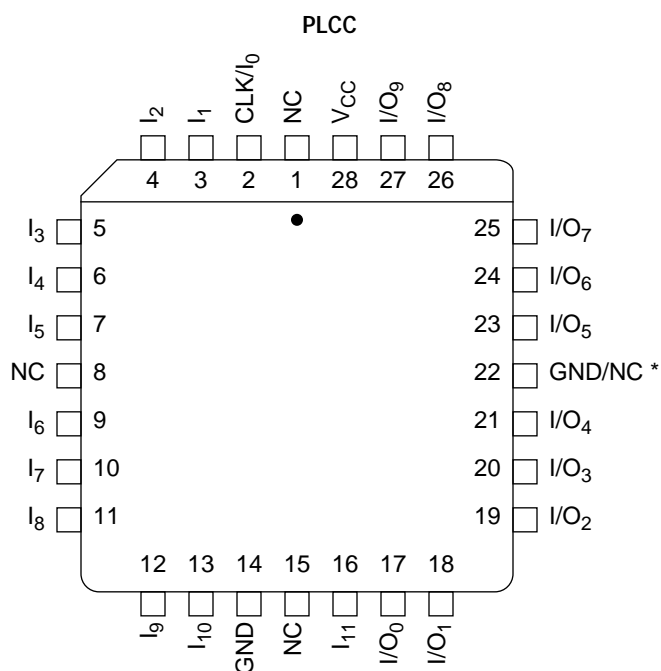 PLCC
I2 I1 CLK/I0 NC VCC I/O9 I/O8
4 3 2 1 28 27 26
I3 5 25 I/O7
I4 6 24 I/O6
I5 7 23 I/O5
NC 8 22 GND/NC *
I6 9 21 I/O4
I7 10 20 I/O3
I8 11 19 I/O2
12 13 14 15 16 17 18
I9 I10 GND NC I11 I/O0 I/O1